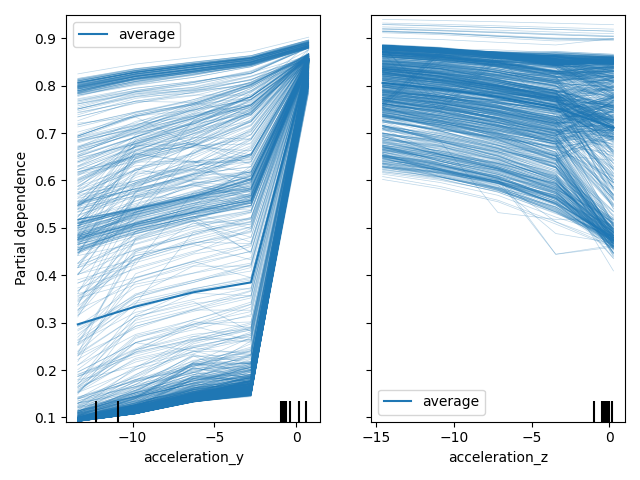 average
0.9
0.8
0.7
0.6
0.5
0.4
0.3
0.2
0.1
Partial dependence
−10 −5 0
acceleration_y
average
−15 −10 −5 0
acceleration_z